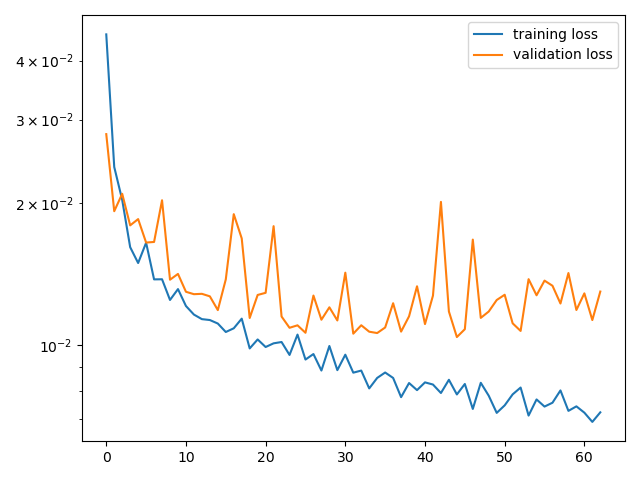 training loss
validation loss
4 × 10⁻²
3 × 10⁻²
2 × 10⁻²
10⁻²
0 10 20 30 40 50 60